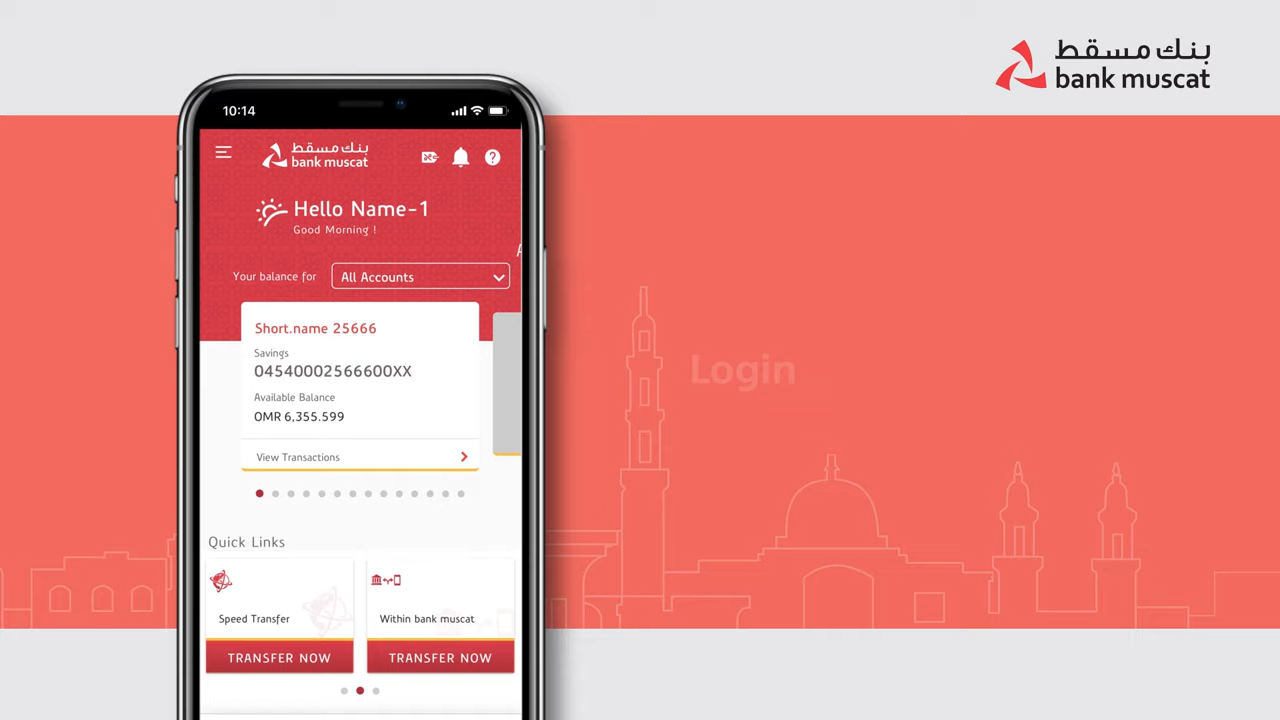 بنك مسقط
bank muscat
10:14
بنك مسقط
bank muscat
Hello Name-1
Good Morning !
Your balance for
All Accounts
Short.name 25666
Savings
04540002566600XX
Available Balance
OMR 6,355.599
View Transactions
Login
Quick Links
Speed Transfer
Within bank muscat
TRANSFER NOW
TRANSFER NOW